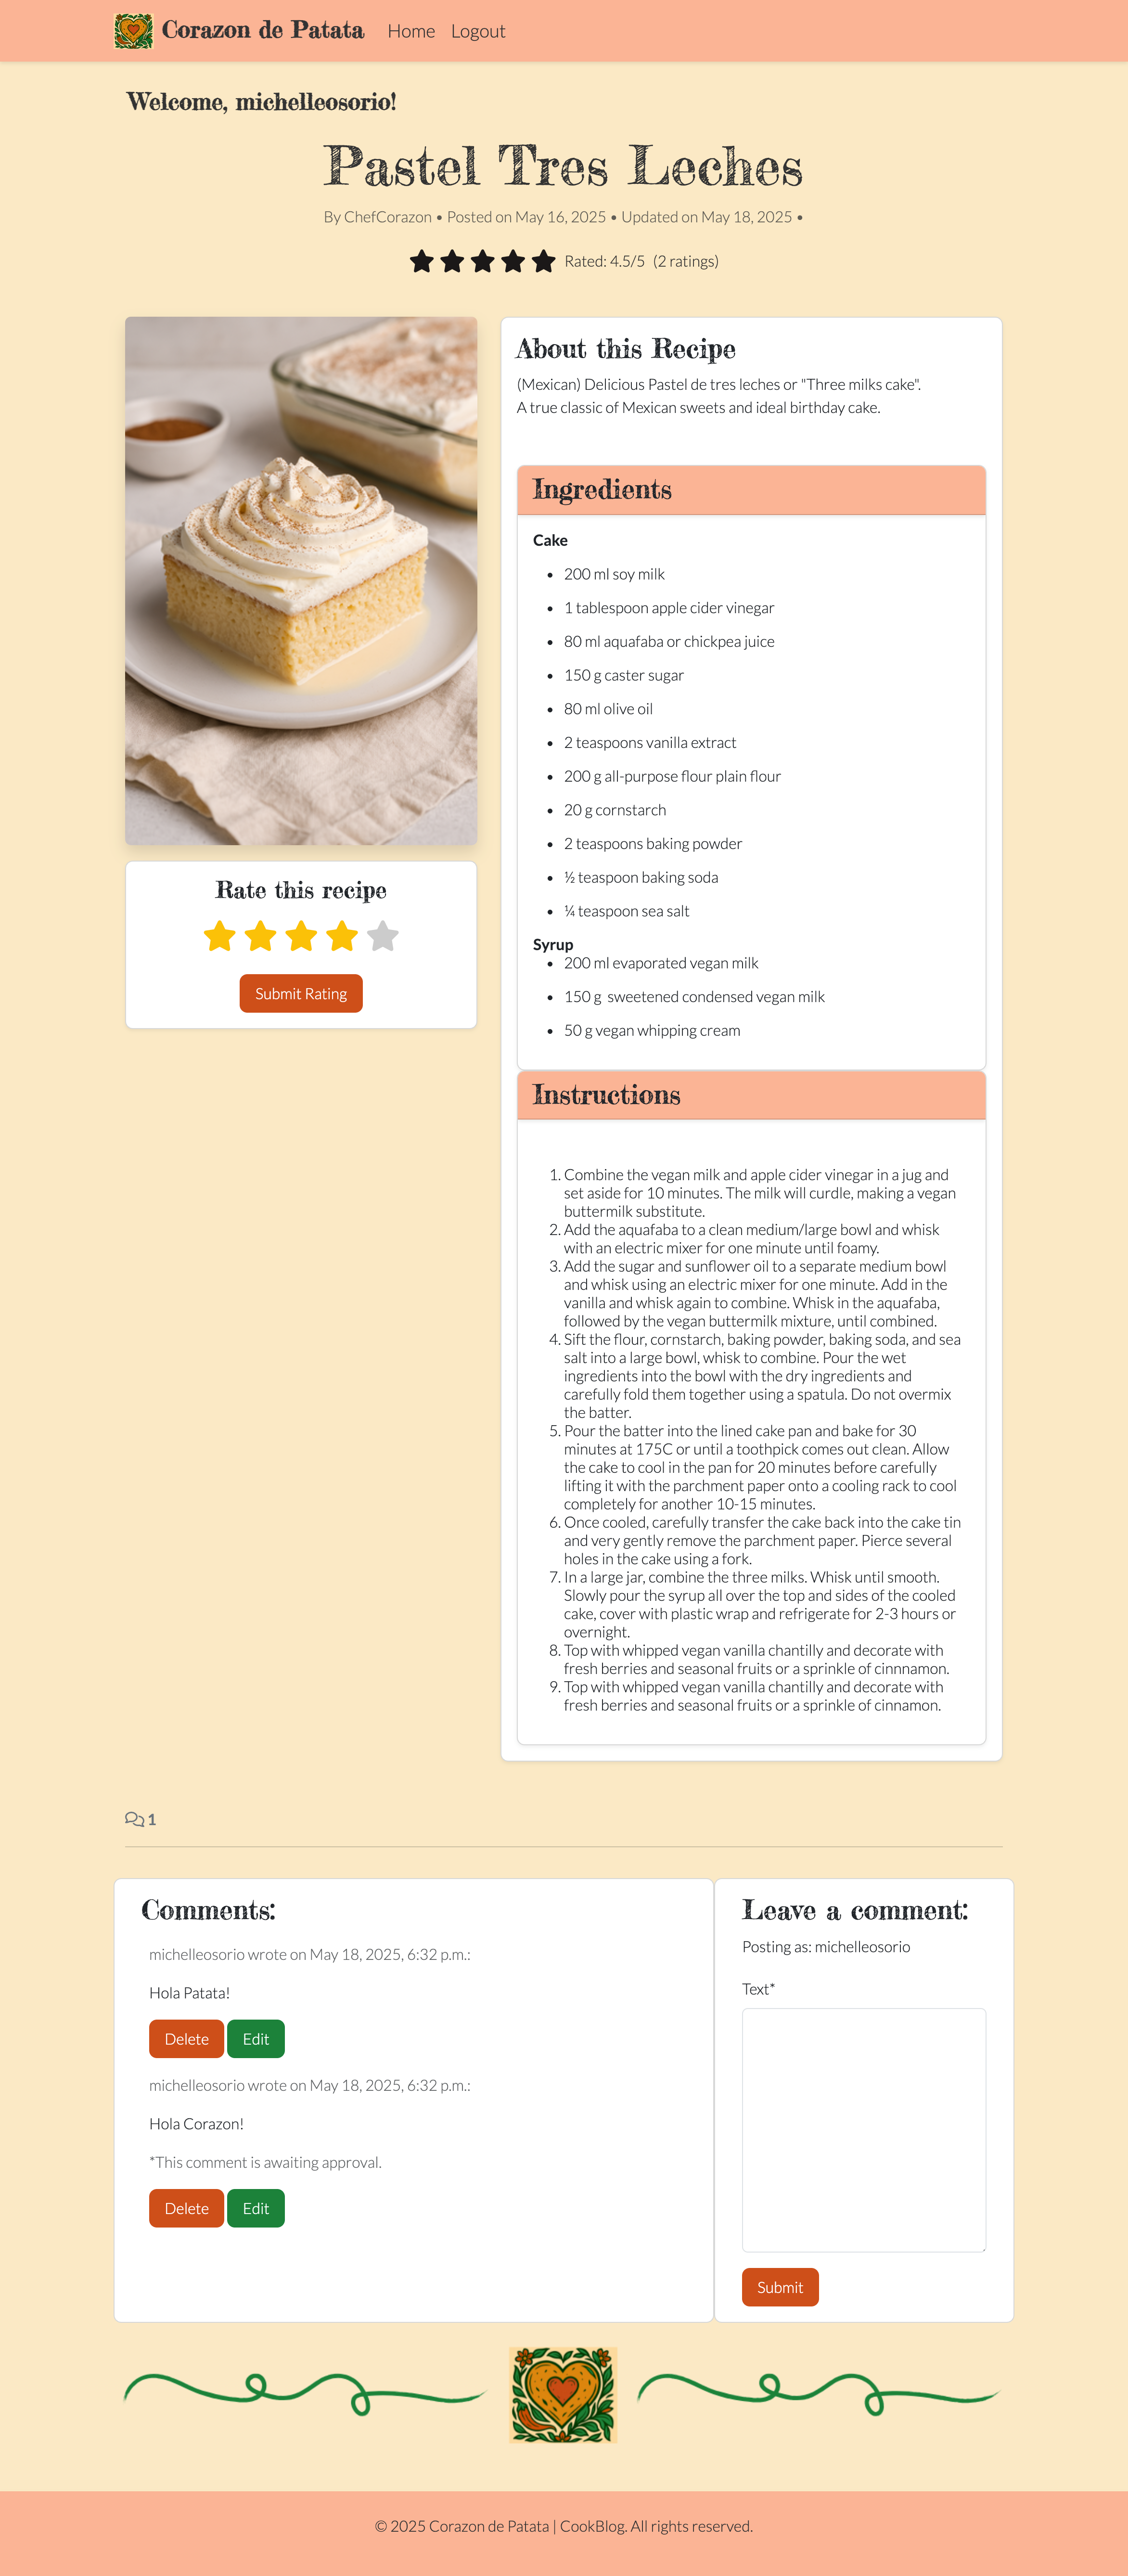 Corazon de Patata Home Logout
Welcome, michelleosorio!
Pastel Tres Leches
By ChefCorazon • Posted on May 16, 2025 • Updated on May 18, 2025 •
Rated: 4.5/5 (2 ratings)
Rate this recipe
Submit Rating
About this Recipe
(Mexican) Delicious Pastel de tres leches or "Three milks cake".
A true classic of Mexican sweets and ideal birthday cake.
Ingredients
Cake
• 200 ml soy milk
• 1 tablespoon apple cider vinegar
• 80 ml aquafaba or chickpea juice
• 150 g caster sugar
• 80 ml olive oil
• 2 teaspoons vanilla extract
• 200 g all-purpose flour plain flour
• 20 g cornstarch
• 2 teaspoons baking powder
• ½ teaspoon baking soda
• ¼ teaspoon sea salt
Syrup
• 200 ml evaporated vegan milk
• 150 g sweetened condensed vegan milk
• 50 g vegan whipping cream
Instructions
1. Combine the vegan milk and apple cider vinegar in a jug and
set aside for 10 minutes. The milk will curdle, making a vegan
buttermilk substitute.
2. Add the aquafaba to a clean medium/large bowl and whisk
with an electric mixer for one minute until foamy.
3. Add the sugar and sunflower oil to a separate medium bowl
and whisk using an electric mixer for one minute. Add in the
vanilla and whisk again to combine. Whisk in the aquafaba,
followed by the vegan buttermilk mixture, until combined.
4. Sift the flour, cornstarch, baking powder, baking soda, and sea
salt into a large bowl, whisk to combine. Pour the wet
ingredients into the bowl with the dry ingredients and
carefully fold them together using a spatula. Do not overmix
the batter.
5. Pour the batter into the lined cake pan and bake for 30
minutes at 175C or until a toothpick comes out clean. Allow
the cake to cool in the pan for 20 minutes before carefully
lifting it with the parchment paper onto a cooling rack to cool
completely for another 10-15 minutes.
6. Once cooled, carefully transfer the cake back into the cake tin
and very gently remove the parchment paper. Pierce several
holes in the cake using a fork.
7. In a large jar, combine the three milks. Whisk until smooth.
Slowly pour the syrup all over the top and sides of the cooled
cake, cover with plastic wrap and refrigerate for 2-3 hours or
overnight.
8. Top with whipped vegan vanilla chantilly and decorate with
fresh berries and seasonal fruits or a sprinkle of cinnnamon.
9. Top with whipped vegan vanilla chantilly and decorate with
fresh berries and seasonal fruits or a sprinkle of cinnamon.
1
Comments:
michelleosorio wrote on May 18, 2025, 6:32 p.m.:
Hola Patata!
Delete Edit
michelleosorio wrote on May 18, 2025, 6:32 p.m.:
Hola Corazon!
*This comment is awaiting approval.
Delete Edit
Leave a comment:
Posting as: michelleosorio
Text*
Submit
© 2025 Corazon de Patata | CookBlog. All rights reserved.